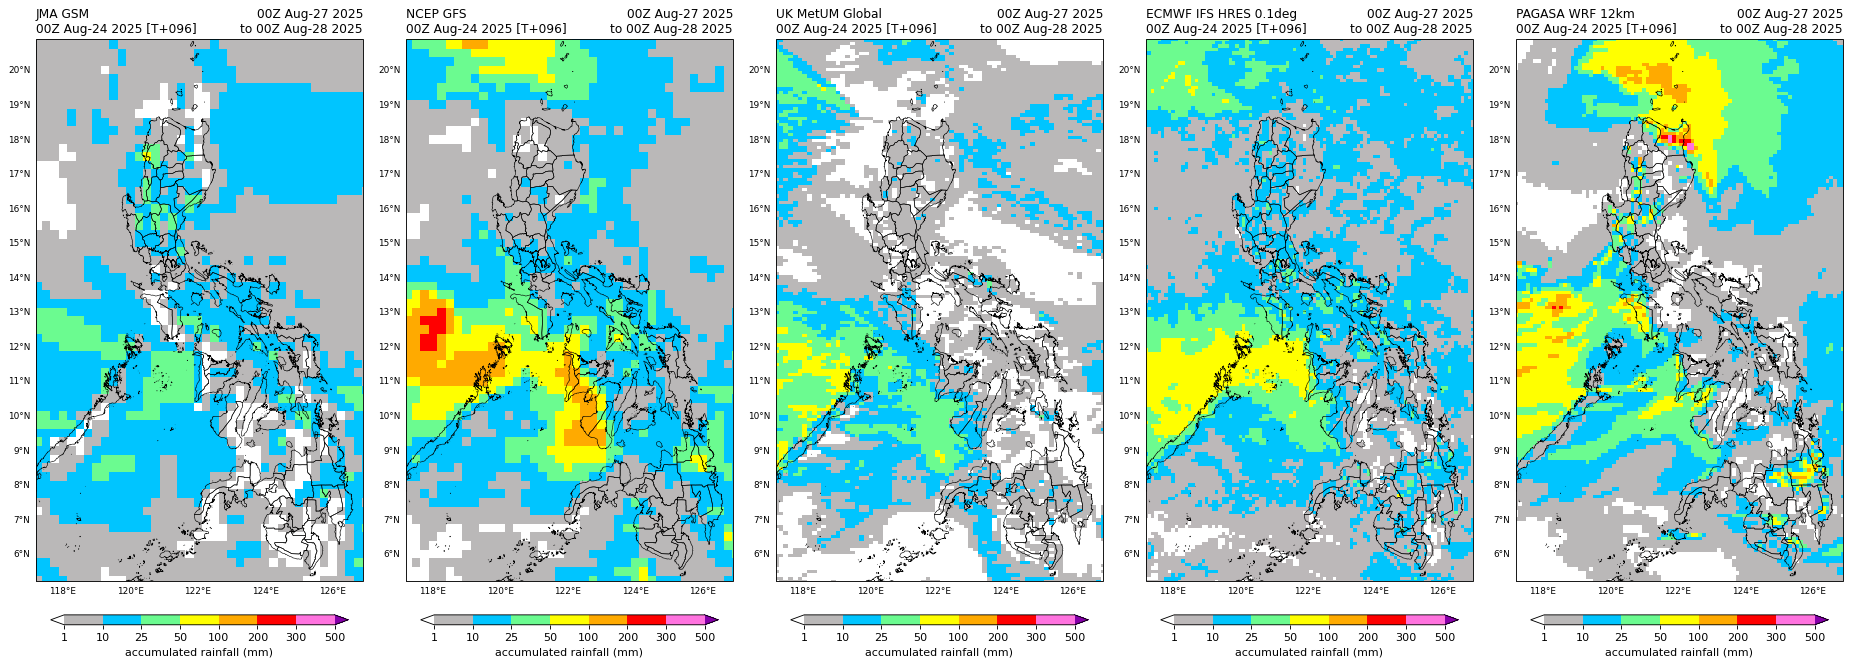 JMA GSM 00Z Aug-27 2025
00Z Aug-24 2025 [T+096] to 00Z Aug-28 2025
20°N
19°N
18°N
17°N
16°N
15°N
14°N
13°N
12°N
11°N
10°N
9°N
8°N
7°N
6°N
118°E 120°E 122°E 124°E 126°E
1 10 25 50 100 200 300 500
accumulated rainfall (mm)
NCEP GFS 00Z Aug-27 2025
00Z Aug-24 2025 [T+096] to 00Z Aug-28 2025
20°N
19°N
18°N
17°N
16°N
15°N
14°N
13°N
12°N
11°N
10°N
9°N
8°N
7°N
6°N
118°E 120°E 122°E 124°E 126°E
1 10 25 50 100 200 300 500
accumulated rainfall (mm)
UK MetUM Global 00Z Aug-27 2025
00Z Aug-24 2025 [T+096] to 00Z Aug-28 2025
20°N
19°N
18°N
17°N
16°N
15°N
14°N
13°N
12°N
11°N
10°N
9°N
8°N
7°N
6°N
118°E 120°E 122°E 124°E 126°E
1 10 25 50 100 200 300 500
accumulated rainfall (mm)
ECMWF IFS HRES 0.1deg 00Z Aug-27 2025
00Z Aug-24 2025 [T+096] to 00Z Aug-28 2025
20°N
19°N
18°N
17°N
16°N
15°N
14°N
13°N
12°N
11°N
10°N
9°N
8°N
7°N
6°N
118°E 120°E 122°E 124°E 126°E
1 10 25 50 100 200 300 500
accumulated rainfall (mm)
PAGASA WRF 12km 00Z Aug-27 2025
00Z Aug-24 2025 [T+096] to 00Z Aug-28 2025
20°N
19°N
18°N
17°N
16°N
15°N
14°N
13°N
12°N
11°N
10°N
9°N
8°N
7°N
6°N
118°E 120°E 122°E 124°E 126°E
1 10 25 50 100 200 300 500
accumulated rainfall (mm)